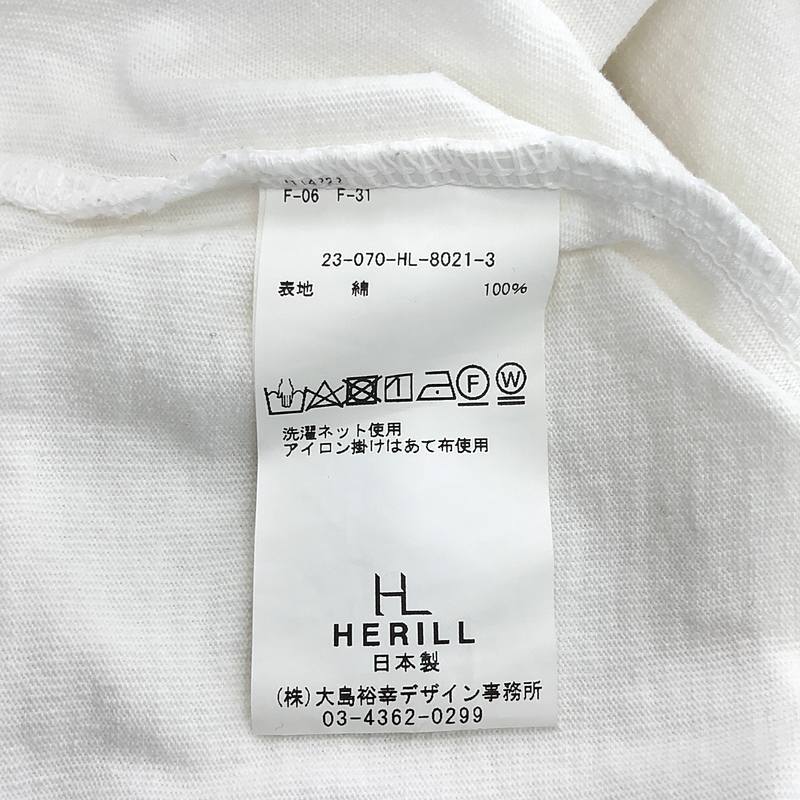 F-06 F-31
23-070-HL-8021-3
表地 綿 100%
F W
洗濯ネット使用
アイロン掛けはあて布使用
HL
HERILL
日本製
(株)大島裕幸デザイン事務所
03-4362-0299